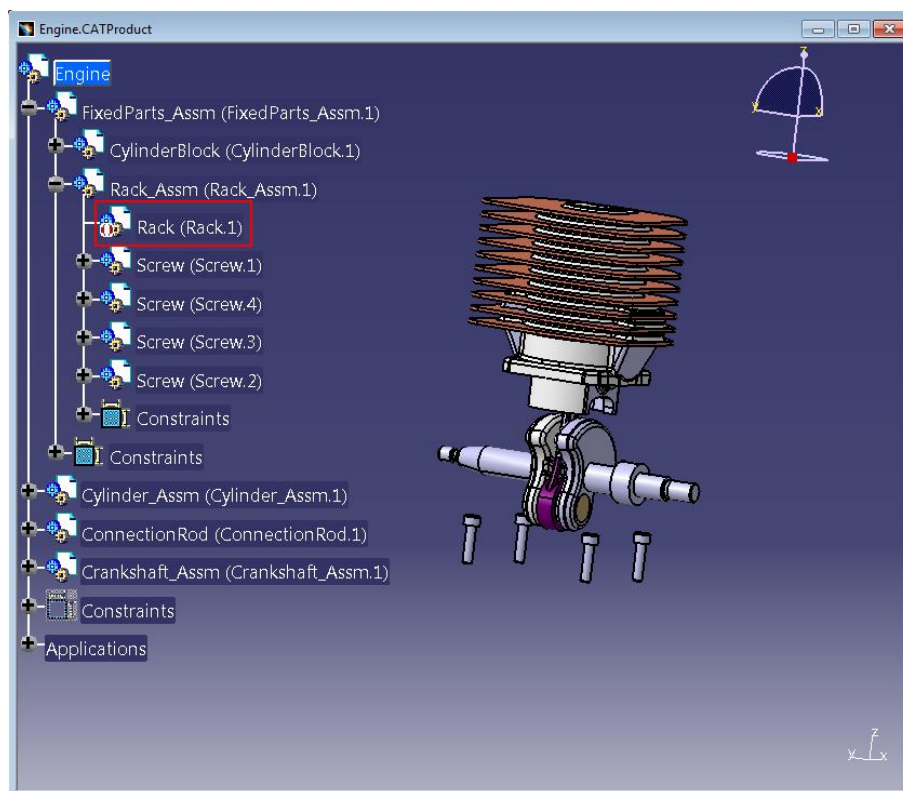 Engine.CATProduct
Engine
FixedParts_Assm (FixedParts_Assm.1)
CylinderBlock (CylinderBlock.1)
Rack_Assm (Rack_Assm.1)
Rack (Rack.1)
Screw (Screw.1)
Screw (Screw.4)
Screw (Screw.3)
Screw (Screw.2)
Constraints
Constraints
Cylinder_Assm (Cylinder_Assm.1)
ConnectionRod (ConnectionRod.1)
Crankshaft_Assm (Crankshaft_Assm.1)
Constraints
Applications
z
y x
z
y x